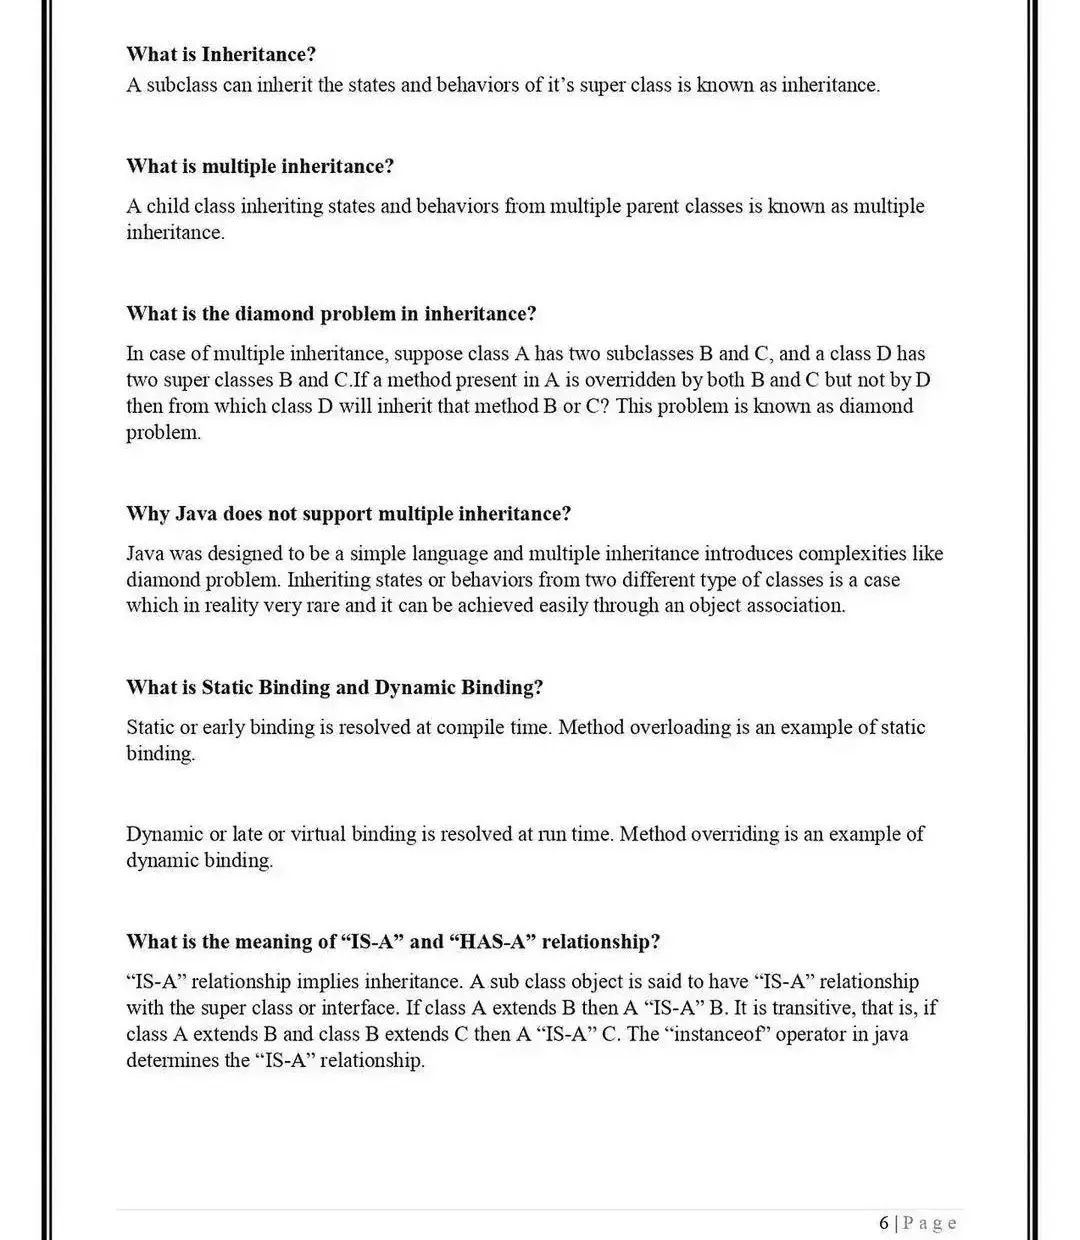 What is Inheritance?
A subclass can inherit the states and behaviors of it’s super class is known as inheritance.
What is multiple inheritance?
A child class inheriting states and behaviors from multiple parent classes is known as multiple
inheritance.
What is the diamond problem in inheritance?
In case of multiple inheritance, suppose class A has two subclasses B and C, and a class D has
two super classes B and C.If a method present in A is overridden by both B and C but not by D
then from which class D will inherit that method B or C? This problem is known as diamond
problem.
Why Java does not support multiple inheritance?
Java was designed to be a simple language and multiple inheritance introduces complexities like
diamond problem. Inheriting states or behaviors from two different type of classes is a case
which in reality very rare and it can be achieved easily through an object association.
What is Static Binding and Dynamic Binding?
Static or early binding is resolved at compile time. Method overloading is an example of static
binding.
Dynamic or late or virtual binding is resolved at run time. Method overriding is an example of
dynamic binding.
What is the meaning of “IS-A” and “HAS-A” relationship?
“IS-A” relationship implies inheritance. A sub class object is said to have “IS-A” relationship
with the super class or interface. If class A extends B then A “IS-A” B. It is transitive, that is, if
class A extends B and class B extends C then A “IS-A” C. The “instanceof” operator in java
determines the “IS-A” relationship.
6 | P a g e